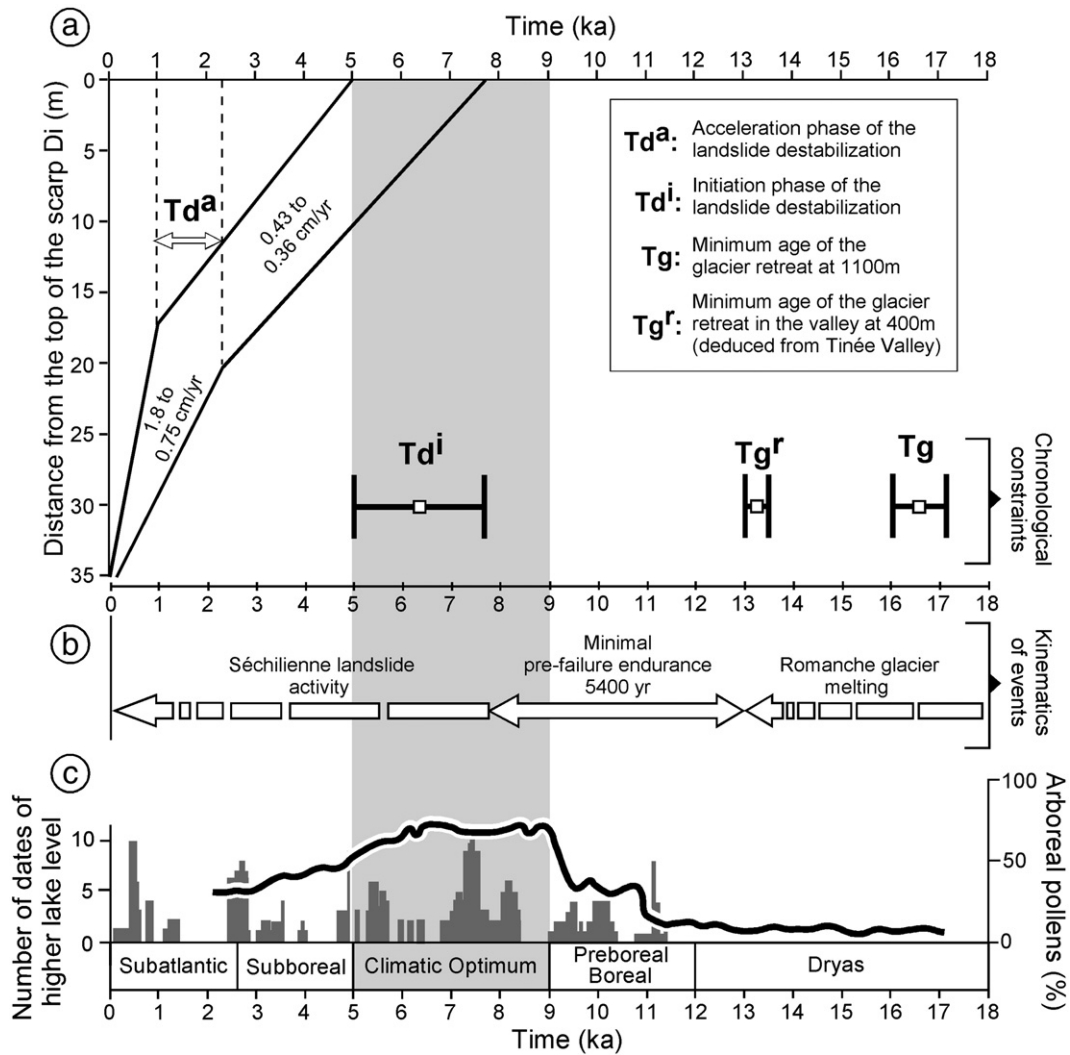 a
Time (ka)
0 1 2 3 4 5 6 7 8 9 10 11 12 13 14 15 16 17 18
Distance from the top of the scarp Di (m)
0
5
10
15
20
25
30
35
Td^a
0.43 to
0.36 cm/yr
1.8 to
0.75 cm/yr
Td^a: Acceleration phase of the
landslide destabilization
Td^i: Initiation phase of the
landslide destabilization
Tg: Minimum age of the
glacier retreat at 1100m
Tg^r: Minimum age of the glacier
retreat in the valley at 400m
(deduced from Tinée Valley)
Td^i
Tg^r
Tg
Chronological
constraints
0 1 2 3 4 5 6 7 8 9 10 11 12 13 14 15 16 17 18
b
Séchilienne landslide
activity
Minimal
pre-failure endurance
5400 yr
Romanche glacier
melting
Kinematics
of events
c
Number of dates of
higher lake level
10
5
0
100
50
0
Arboreal pollens (%)
Subatlantic
Subboreal
Climatic Optimum
Preboreal
Boreal
Dryas
0 1 2 3 4 5 6 7 8 9 10 11 12 13 14 15 16 17 18
Time (ka)